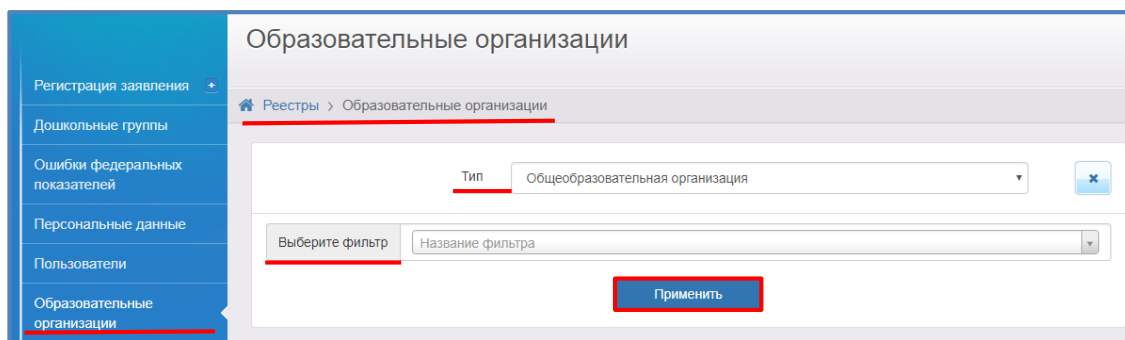 Образовательные организации
Регистрация заявления
Реестры > Образовательные организации
Дошкольные группы
Ошибки федеральных
показателей
Тип Общеобразовательная организация
Персональные данные
Выберите фильтр Название фильтра
Пользователи
Применить
Образовательные
организации